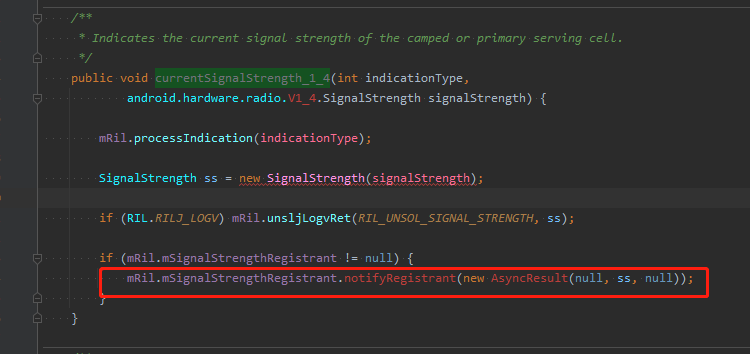 /**
* Indicates the current signal strength of the camped or primary serving cell.
*/
public void currentSignalStrength_1_4(int indicationType,
android.hardware.radio.V1_4.SignalStrength signalStrength) {
mRil.processIndication(indicationType);
SignalStrength ss = new SignalStrength(signalStrength);
if (RIL.RILJ_LOGV) mRil.unsljLogvRet(RIL_UNSOL_SIGNAL_STRENGTH, ss);
if (mRil.mSignalStrengthRegistrant != null) {
mRil.mSignalStrengthRegistrant.notifyRegistrant(new AsyncResult(null, ss, null));
}
}